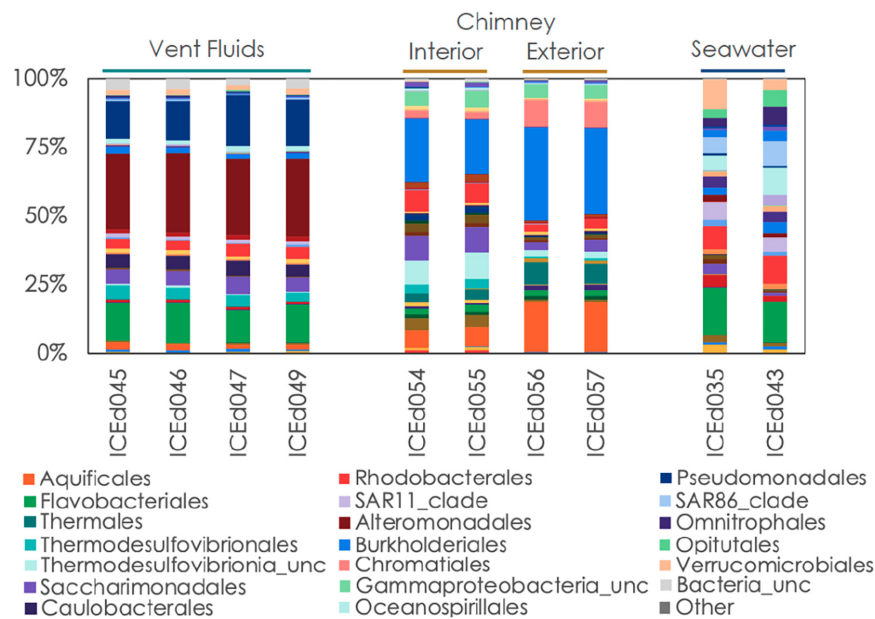 Chimney
Vent Fluids Interior Exterior Seawater
100%
75%
50%
25%
0%
ICEd045 ICEd046 ICEd047 ICEd049 ICEd054 ICEd055 ICEd056 ICEd057 ICEd035 ICEd043
Aquificales Rhodobacterales Pseudomonadales
Flavobacteriales SAR11_clade SAR86_clade
Thermales Alteromonadales Omnitrophales
Thermodesulfovibrionales Burkholderiales Opitutales
Thermodesulfovibrionia_unc Chromatiales Verrucomicrobiales
Saccharimonadales Gammaproteobacteria_unc Bacteria_unc
Caulobacterales Oceanospirillales Other